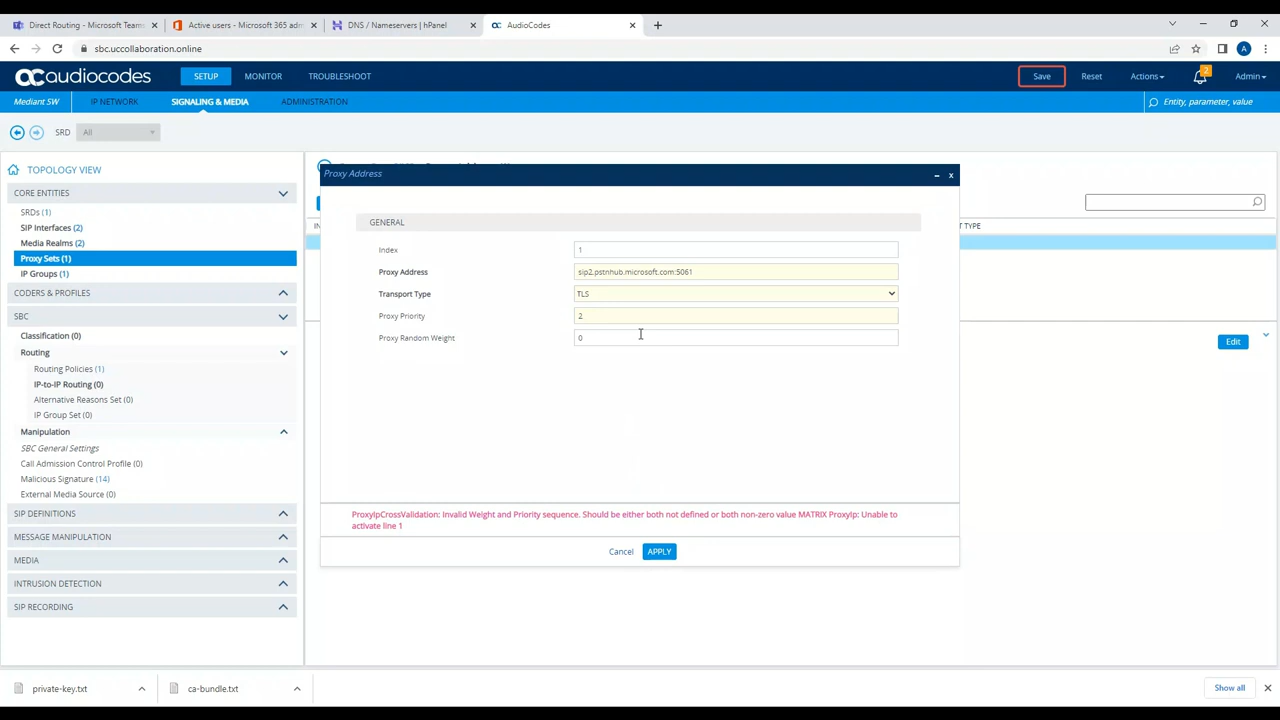 Direct Routing - Microsoft Teams
Active users - Microsoft 365 adm
DNS / Nameservers | hPanel
AudioCodes
sbc.uccollaboration.online
A
audiocodes
SETUP
MONITOR
TROUBLESHOOT
Save
Reset
Actions
2
Admin
Mediant SW
IP NETWORK
SIGNALING & MEDIA
ADMINISTRATION
Entity, parameter, value
SRD
All
TOPOLOGY VIEW
CORE ENTITIES
SRDs (1)
SIP Interfaces (2)
Media Realms (2)
Proxy Sets (1)
IP Groups (1)
CODERS & PROFILES
SBC
Classification (0)
Routing
Routing Policies (1)
IP-to-IP Routing (0)
Alternative Reasons Set (0)
IP Group Set (0)
Manipulation
SBC General Settings
Call Admission Control Profile (0)
Malicious Signature (14)
External Media Source (0)
SIP DEFINITIONS
MESSAGE MANIPULATION
MEDIA
INTRUSION DETECTION
SIP RECORDING
Proxy Address
GENERAL
Index
1
Proxy Address
sip2.pstnhub.microsoft.com:5061
Transport Type
TLS
Proxy Priority
2
Proxy Random Weight
0
ProxyIpCrossValidation: Invalid Weight and Priority sequence. Should be either both not defined or both non-zero value MATRIX ProxyIp: Unable to
activate line 1
Cancel
APPLY
IN
T TYPE
Edit
private-key.txt
ca-bundle.txt
Show all